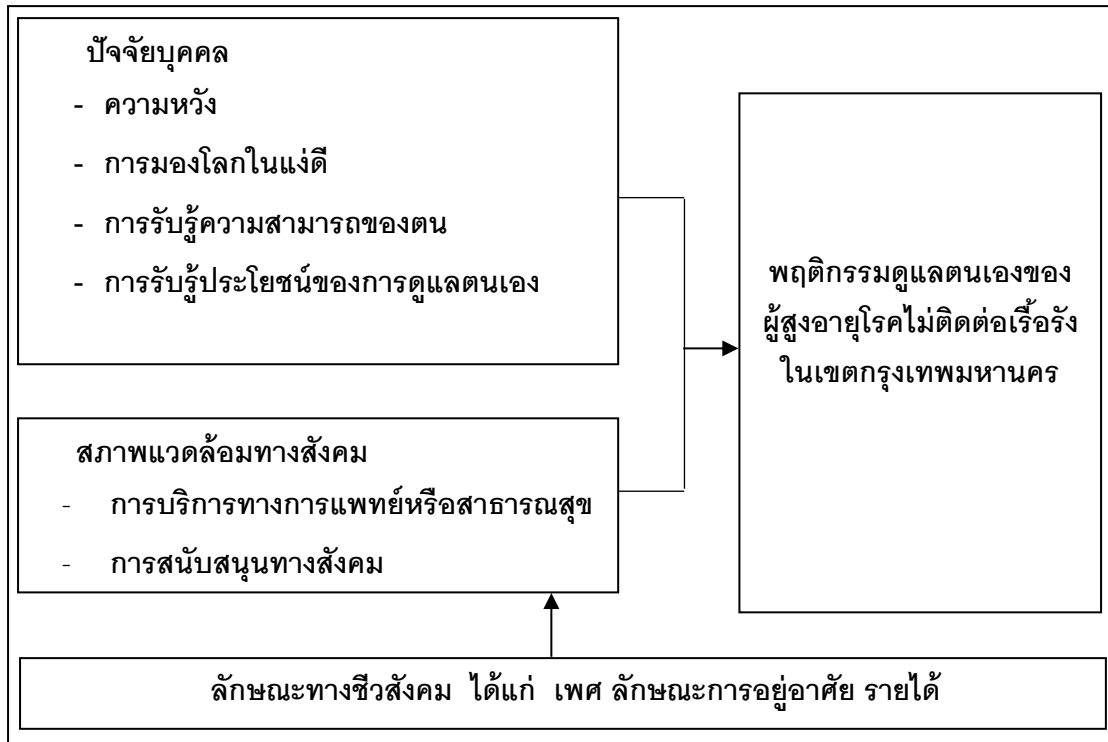 ปัจจัยบุคคล
- ความหวัง
- การมองโลกในแง่ดี
- การรับรู้ความสามารถของตน
- การรับรู้ประโยชน์ของการดูแลตนเอง
พฤติกรรมดูแลตนเองของ
ผู้สูงอายุโรคไม่ติดต่อเรื้อรัง
ในเขตกรุงเทพมหานคร
สภาพแวดล้อมทางสังคม
- การบริการทางการแพทย์หรือสาธารณสุข
- การสนับสนุนทางสังคม
ลักษณะทางชีวสังคม ได้แก่ เพศ ลักษณะการอยู่อาศัย รายได้